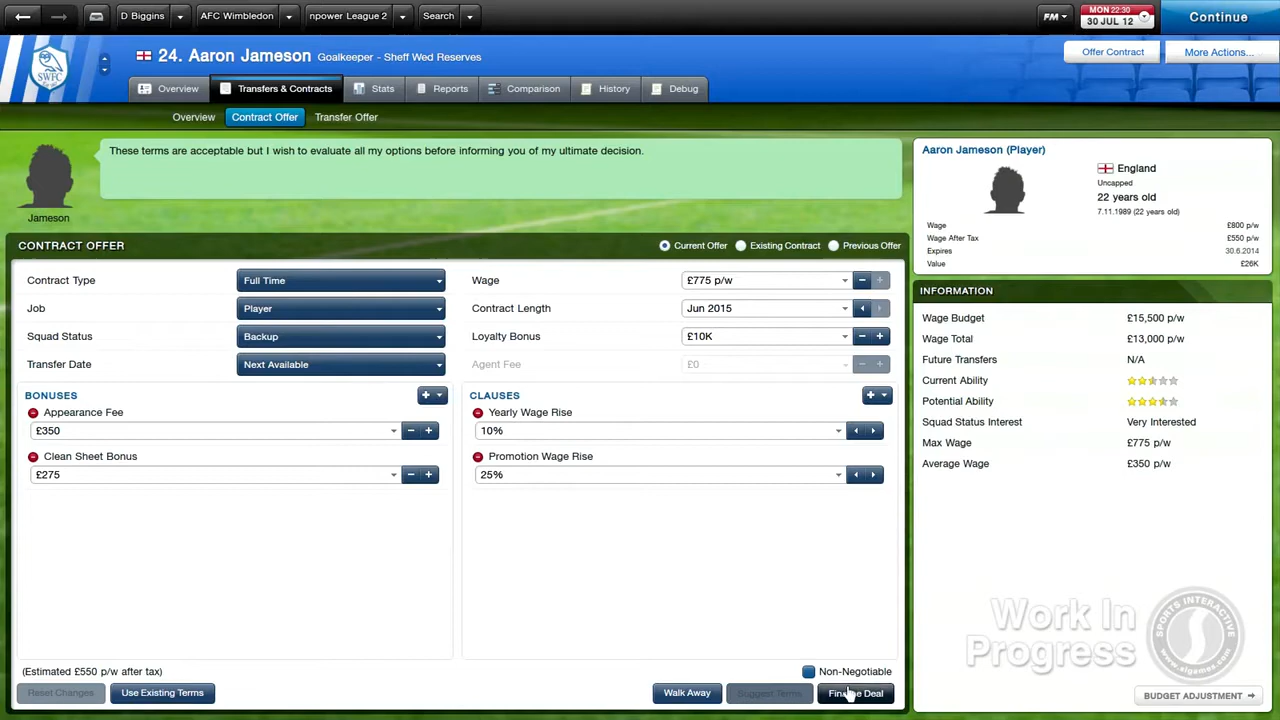 D Biggins
AFC Wimbledon
npower League 2
Search
FM
MON 22:30
30 JUL 12
Continue
SWFC
24. Aaron Jameson Goalkeeper - Sheff Wed Reserves
Offer Contract
More Actions...
Overview
Transfers & Contracts
Stats
Reports
Comparison
History
Debug
Overview
Contract Offer
Transfer Offer
These terms are acceptable but I wish to evaluate all my options before informing you of my ultimate decision.
Jameson
Aaron Jameson (Player)
England
Uncapped
22 years old
7.11.1989 (22 years old)
Wage £800 p/w
Wage After Tax £550 p/w
Expires 30.6.2014
Value £26K
CONTRACT OFFER
Current Offer
Existing Contract
Previous Offer
Contract Type Full Time
Job Player
Squad Status Backup
Transfer Date Next Available
Wage £775 p/w
Contract Length Jun 2015
Loyalty Bonus £10K
Agent Fee £0
BONUSES
Appearance Fee
£350
Clean Sheet Bonus
£275
CLAUSES
Yearly Wage Rise
10%
Promotion Wage Rise
25%
INFORMATION
Wage Budget £15,500 p/w
Wage Total £13,000 p/w
Future Transfers N/A
Current Ability
Potential Ability
Squad Status Interest Very Interested
Max Wage £775 p/w
Average Wage £350 p/w
(Estimated £550 p/w after tax)
Non-Negotiable
Reset Changes
Use Existing Terms
Walk Away
Suggest Terms
Deal
Work In
Progress
SPORTS INTERACTIVE
www.sigames.com
BUDGET ADJUSTMENT